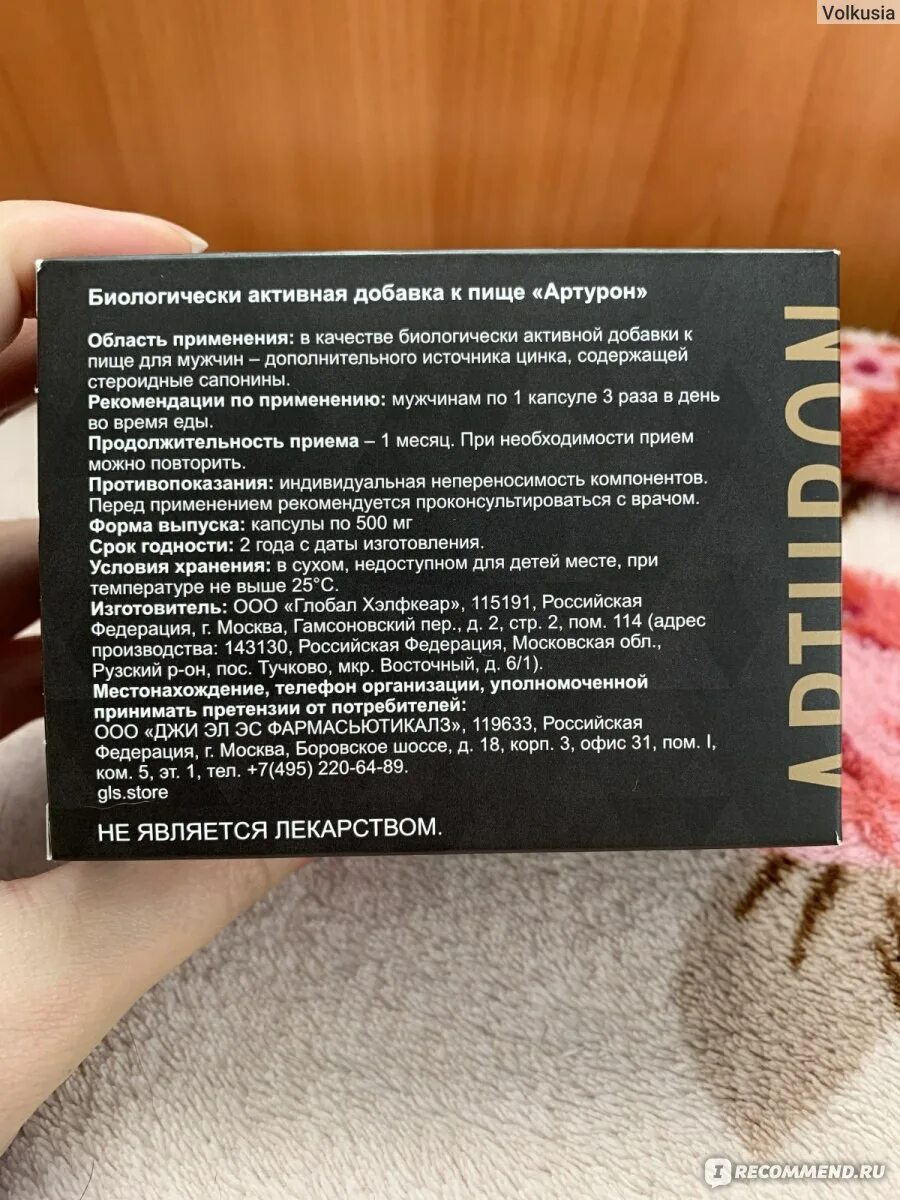 Volkusia
Биологически активная добавка к пище «Артурон»
Область применения: в качестве биологически активной добавки к
пище для мужчин – дополнительного источника цинка, содержащей
стероидные сапонины.
Рекомендации по применению: мужчинам по 1 капсуле 3 раза в день
во время еды.
Продолжительность приема – 1 месяц. При необходимости прием
можно повторить.
Противопоказания: индивидуальная непереносимость компонентов.
Перед применением рекомендуется проконсультироваться с врачом.
Форма выпуска: капсулы по 500 мг
Срок годности: 2 года с даты изготовления.
Условия хранения: в сухом, недоступном для детей месте, при
температуре не выше 25°С.
Изготовитель: ООО «Глобал Хэлфкеар», 115191, Российская
Федерация, г. Москва, Гамсоновский пер., д. 2, стр. 2, пом. 114 (адрес
производства: 143130, Российская Федерация, Московская обл.,
Рузский р-он, пос. Тучково, мкр. Восточный, д. 6/1).
Местонахождение, телефон организации, уполномоченной
принимать претензии от потребителей:
ООО «ДЖИ ЭЛ ЭС ФАРМАСЬЮТИКАЛЗ», 119633, Российская
Федерация, г. Москва, Боровское шоссе, д. 18, корп. 3, офис 31, пом. I,
ком. 5, эт. 1, тел. +7(495) 220-64-89.
gls.store
НЕ ЯВЛЯЕТСЯ ЛЕКАРСТВОМ.
ARTURON
IRECOMMEND.RU